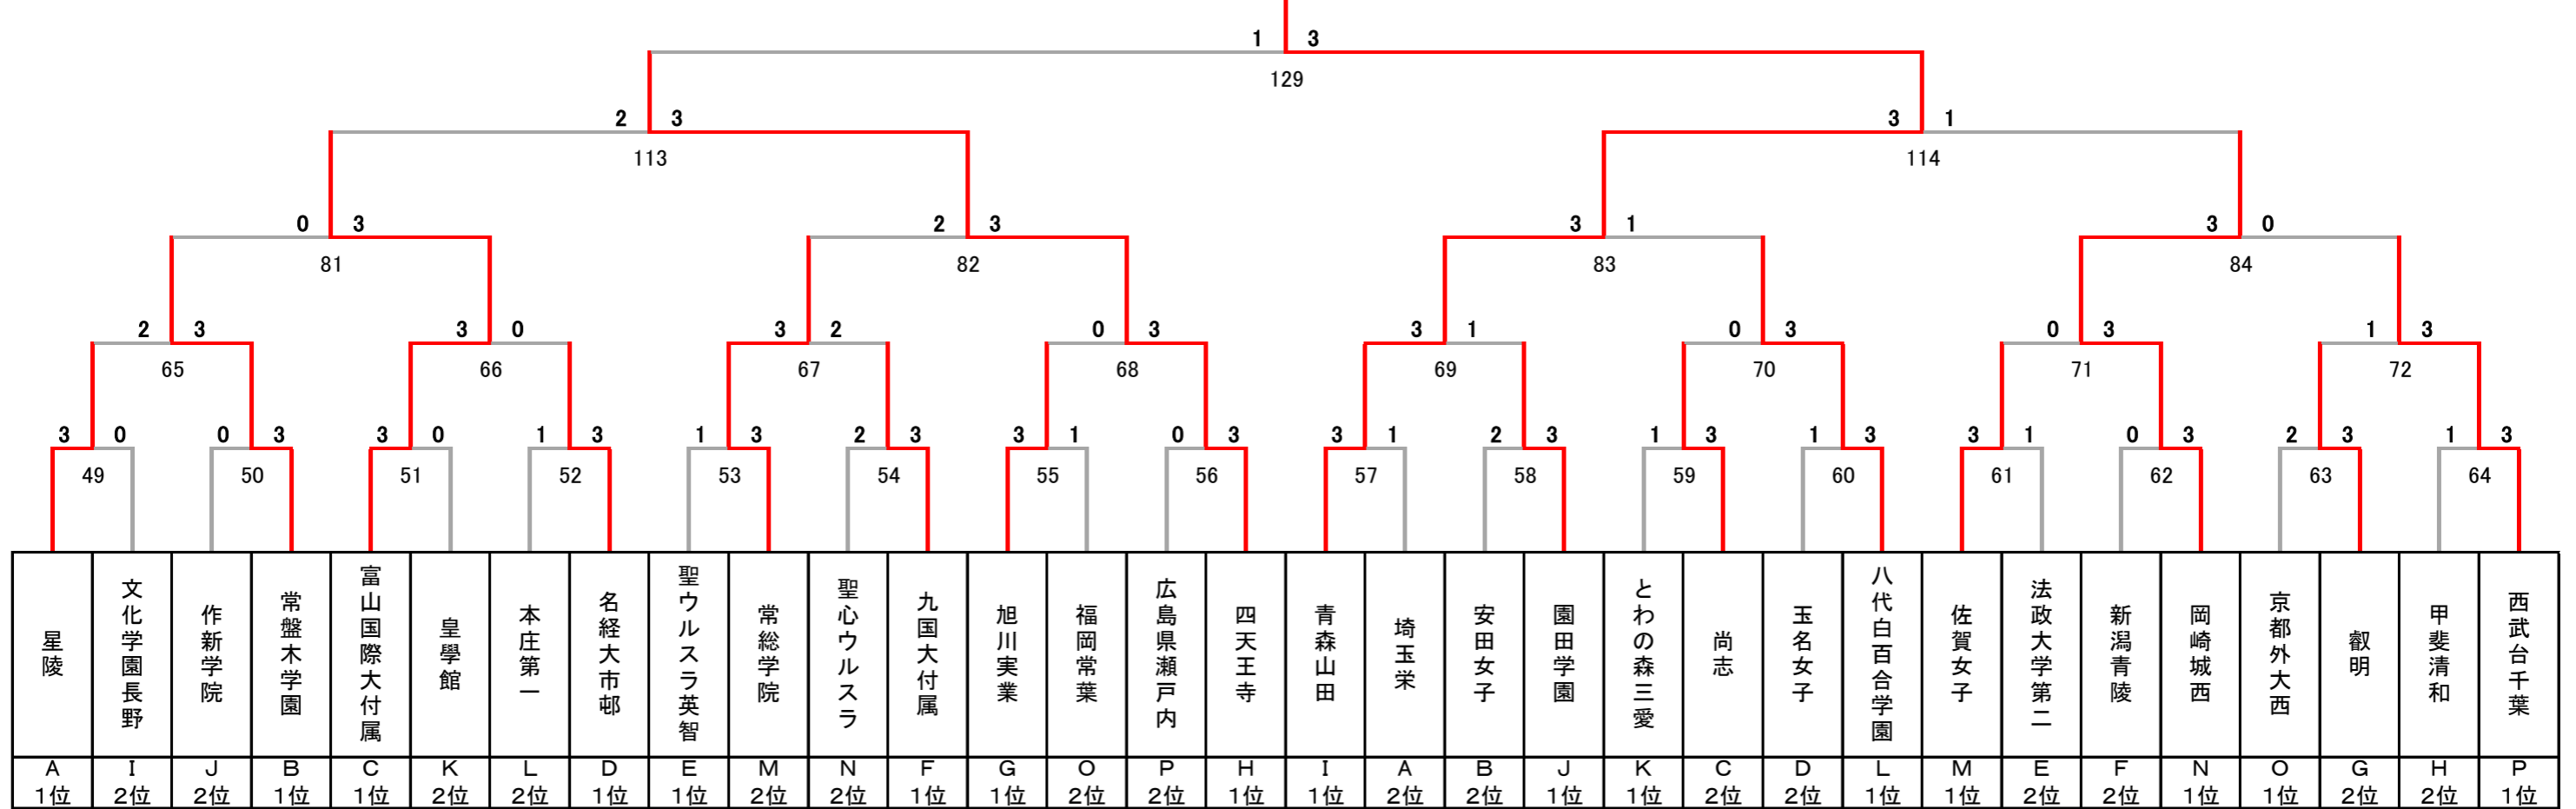 1 3
129
2 3 3 1
113 114
0 3 2 3 3 1 3 0
81 82 83 84
2 3 3 0 3 2 0 3 3 1 0 3 0 3 1 3
65 66 67 68 69 70 71 72
3 0 0 3 3 0 1 3 1 3 2 3 3 1 0 3 3 1 2 3 1 3 1 3 3 1 0 3 2 3 1 3
49 50 51 52 53 54 55 56 57 58 59 60 61 62 63 64
星陵
文化学園長野
作新学院
常盤木学園
富山国際大付属
皇學館
本庄第一
名経大市邨
聖ウルスラ英智
常総学院
聖心ウルスラ
九国大付属
旭川実業
福岡常葉
広島県瀬戸内
四天王寺
青森山田
埼玉栄
安田女子
園田学園
とわの森三愛
尚志
玉名女子
八代白百合学園
佐賀女子
法政大学第二
新潟青陵
岡崎城西
京都外大西
叡明
甲斐清和
西武台千葉
A I J B C K L D E M N F G O P H I A B J K C D L M E F N O G H P
1位 2位 2位 1位 1位 2位 2位 1位 1位 2位 2位 1位 1位 2位 2位 1位 1位 2位 2位 1位 1位 2位 2位 1位 1位 2位 2位 1位 1位 2位 2位 1位